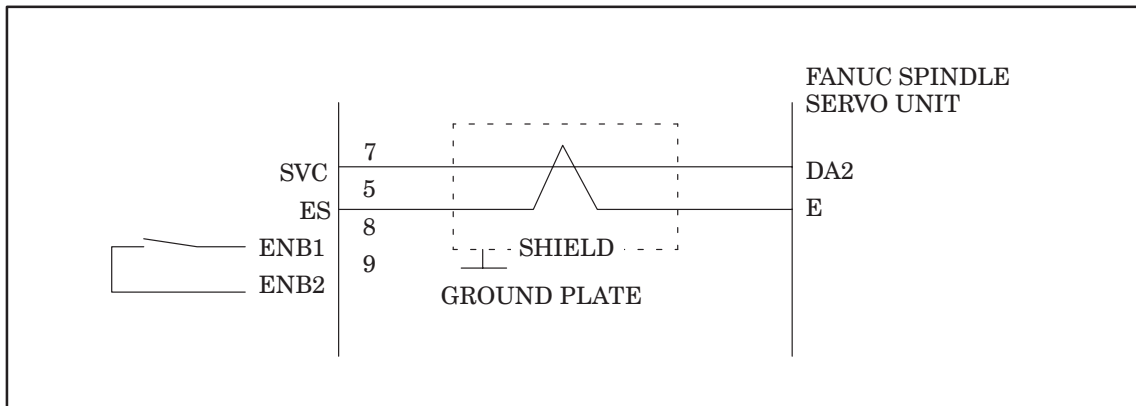 FANUC SPINDLE
SERVO UNIT
7
SVC
DA2
5
ES
E
8
ENB1
SHIELD
9
ENB2
GROUND PLATE